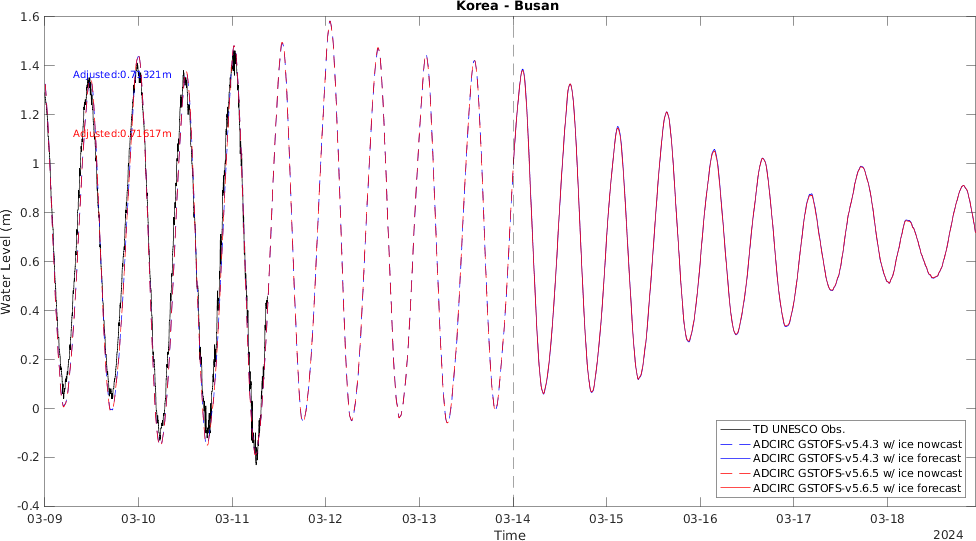 Korea - Busan
1.6
1.4
1.2
1
0.8
0.6
0.4
0.2
0
-0.2
-0.4
Water Level (m)
Adjusted:0.71321m
Adjusted:0.71617m
TD UNESCO Obs.
ADCIRC GSTOFS-v5.4.3 w/ ice nowcast
ADCIRC GSTOFS-v5.4.3 w/ ice forecast
ADCIRC GSTOFS-v5.6.5 w/ ice nowcast
ADCIRC GSTOFS-v5.6.5 w/ ice forecast
03-09 03-10 03-11 03-12 03-13 03-14 03-15 03-16 03-17 03-18
Time
2024